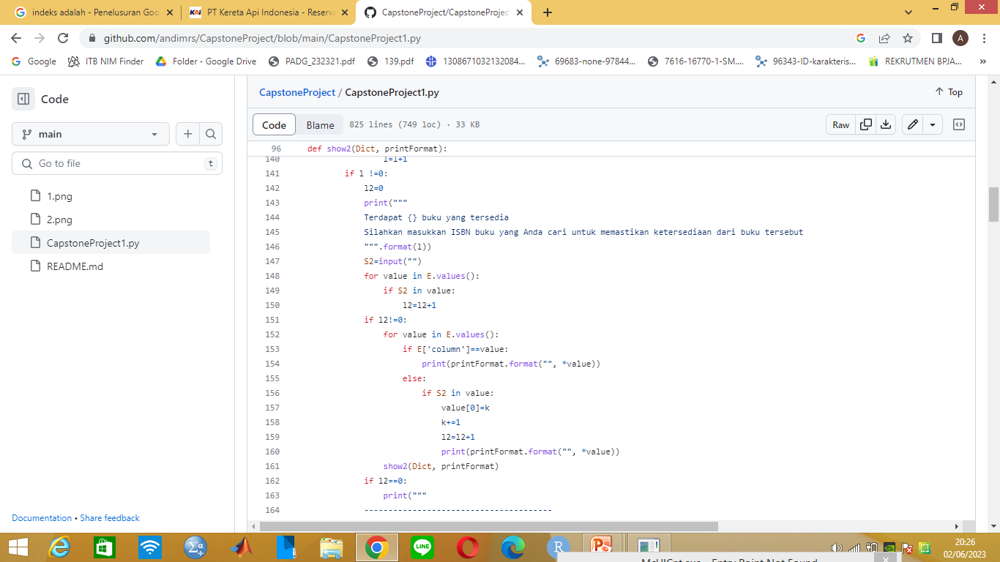 indeks adalah - Penelusuran Goo
PT Kereta Api Indonesia - Reserva
CapstoneProject/CapstoneProject
github.com/andimrs/CapstoneProject/blob/main/CapstoneProject1.py
A
Google
ITB NIM Finder
Folder - Google Drive
PADG_232321.pdf
139.pdf
1308671032132084...
69683-none-97844...
7616-16770-1-SM....
96343-ID-karakteris...
REKRUTMEN BPJA...
»
Code
main
Go to file
t
1.png
2.png
CapstoneProject1.py
README.md
Documentation • Share feedback
CapstoneProject / CapstoneProject1.py
Top
Code
Blame
825 lines (749 loc) · 33 KB
Raw
96 def show2(Dict, printFormat):
140 l=l+1
141 if l !=0:
142 l2=0
143 print("""
144 Terdapat {} buku yang tersedia
145 Silahkan masukkan ISBN buku yang Anda cari untuk memastikan ketersediaan dari buku tersebut
146 """.format(l))
147 S2=input("")
148 for value in E.values():
149 if S2 in value:
150 l2=l2+1
151 if l2!=0:
152 for value in E.values():
153 if E['column']==value:
154 print(printFormat.format("", *value))
155 else:
156 if S2 in value:
157 value[0]=k
158 k+=1
159 l2=l2+1
160 print(printFormat.format("", *value))
161 show2(Dict, printFormat)
162 if l2==0:
163 print("""
164 ---------------------------------------
LINE
R
20:26
02/06/2023